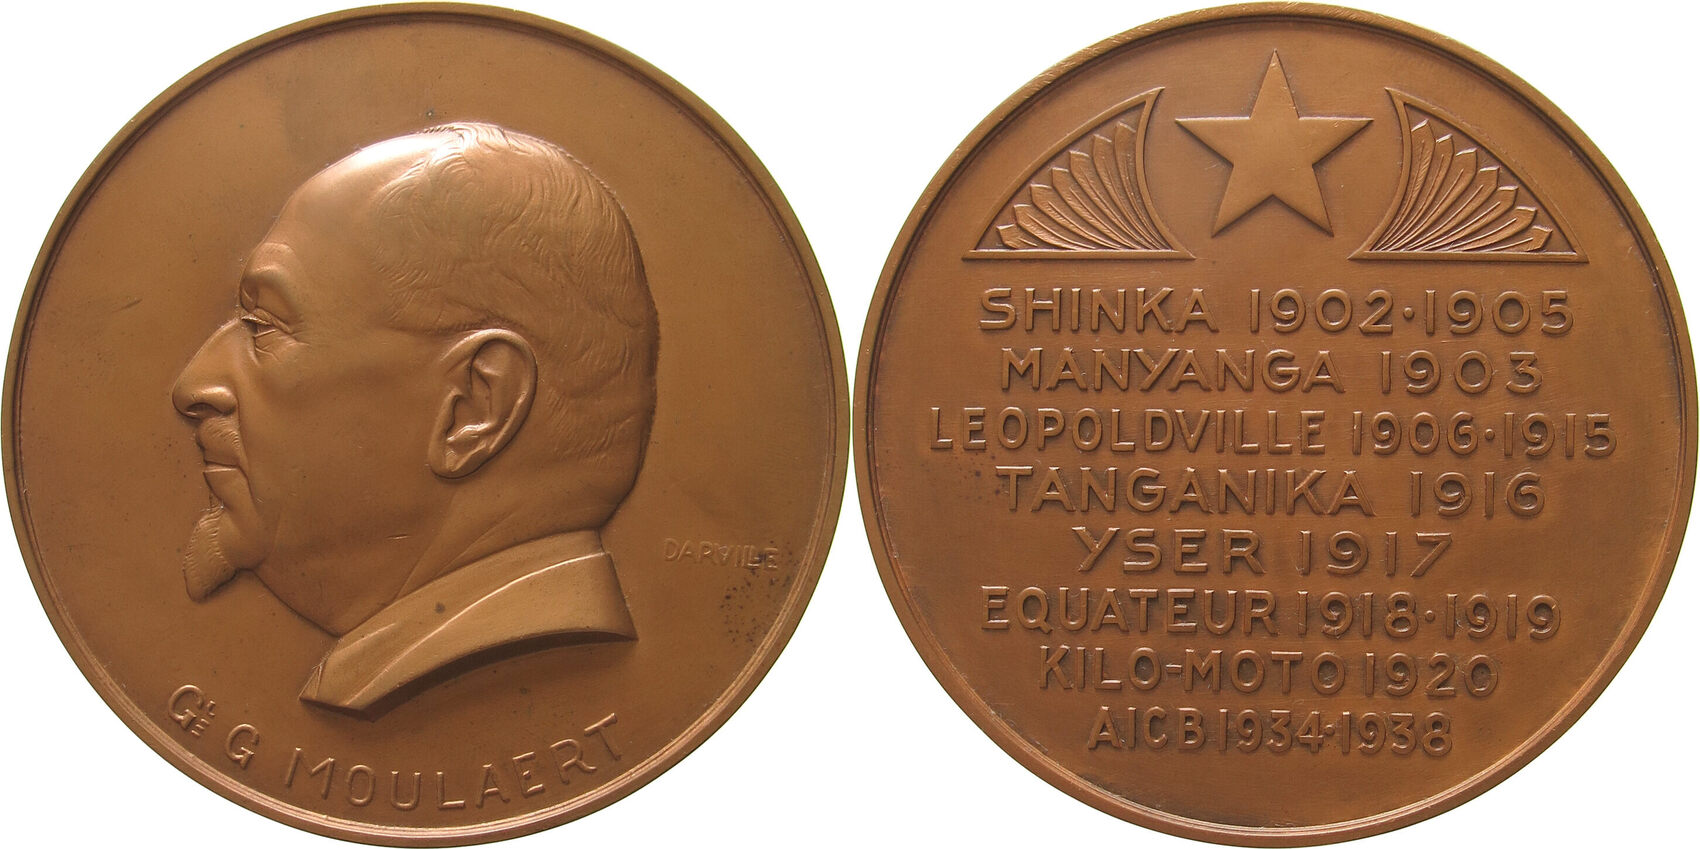 DARVILLE
GˡᴸE G MOULAERT
SHINKA 1902·1905
MANYANGA 1903
LEOPOLDVILLE 1906·1915
TANGANIKA 1916
YSER 1917
EQUATEUR 1918·1919
KILO-MOTO 1920
AICB 1934·1938